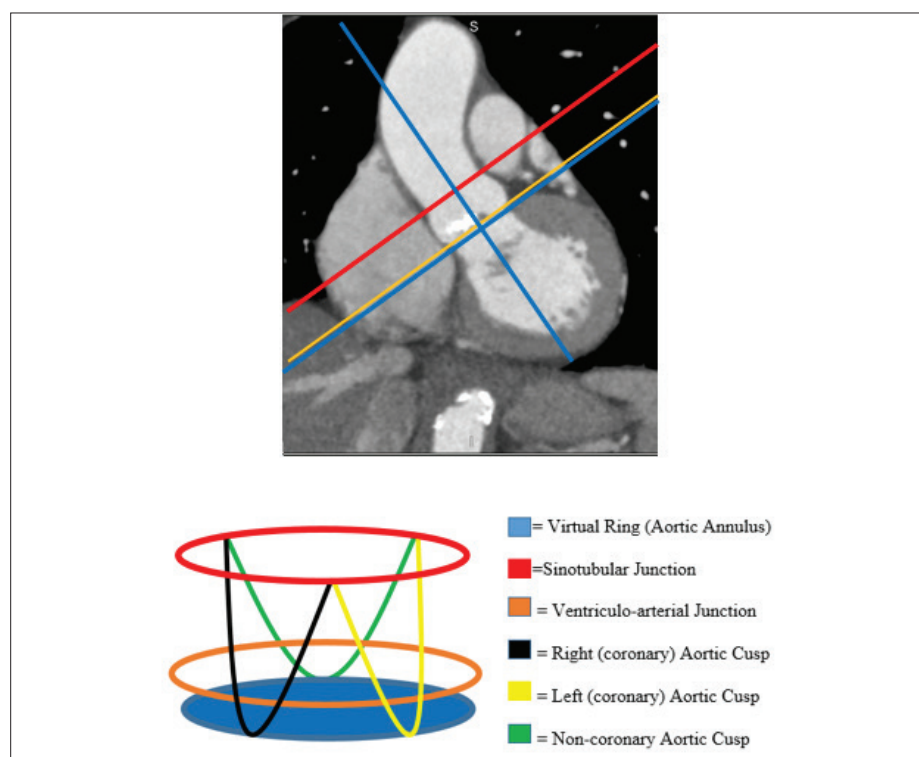 S
= Virtual Ring (Aortic Annulus)
=Sinotubular Junction
= Ventriculo-arterial Junction
= Right (coronary) Aortic Cusp
= Left (coronary) Aortic Cusp
= Non-coronary Aortic Cusp